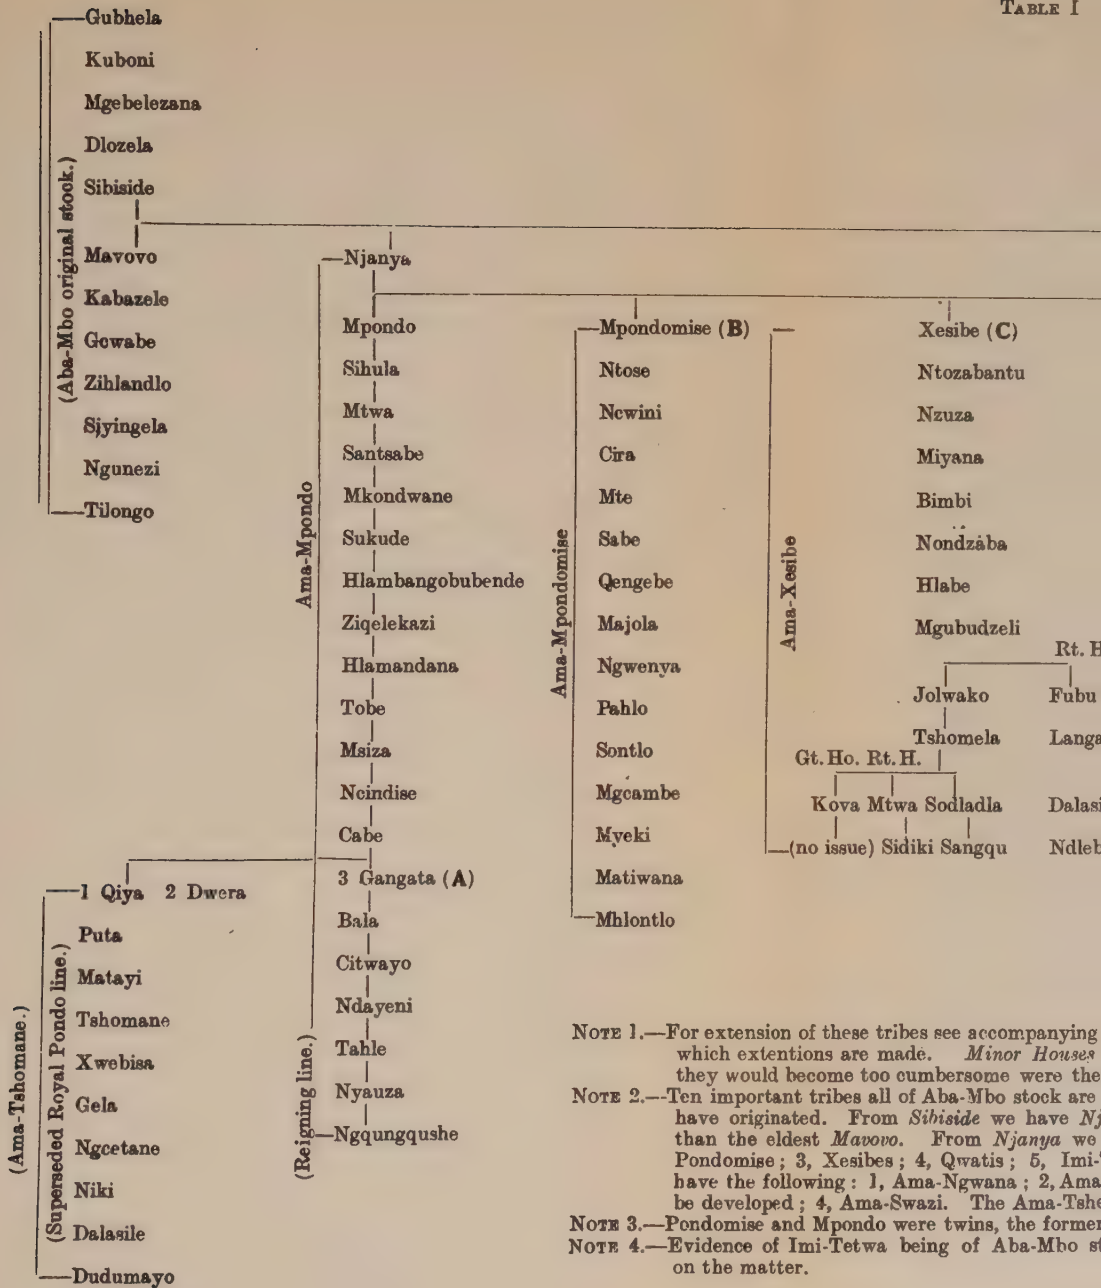 TABLE I
Gubhela
Kuboni
Mgebelezana
Dlozela
Sibiside
(Aba-Mbo original stock.)
Mavovo
Kabazele
Gcwabe
Zihlandlo
Sjyingela
Ngunezi
Tilongo
Njanya
Ama-Mpondo
Mpondo
Sihula
Mtwa
Santsabe
Mkondwane
Sukude
Hlambangobubende
Ziqelekazi
Hlamandana
Tobe
Msiza
Ncindise
Cabe
1 Qiya 2 Dwera
3 Gangata (A)
(Ama-Tshomane.)
(Superseded Royal Pondo line.)
Puta
Matayi
Tshomane
Xwebisa
Gela
Ngcetane
Niki
Dalasile
Dudumayo
(Reigning line.)
Bala
Citwayo
Ndayeni
Tahle
Nyauza
Ngqungqushe
Ama-Mpondomise
Mpondomise (B)
Ntose
Ncwini
Cira
Mte
Sabe
Qengebe
Majola
Ngwenya
Pahlo
Sontlo
Mgcambe
Myeki
Matiwana
Mhlontlo
Ama-Xesibe
Xesibe (C)
Ntozabantu
Nzuza
Miyana
Bimbi
Nondzaba
Hlabe
Mgubudzeli
Rt. H
Jolwako Fubu
Tshomela Langa
Gt. Ho. Rt. H.
Kova Mtwa Sodladla Dalasi
(no issue) Sidiki Sangqu Ndleb
NOTE 1.—For extension of these tribes see accompanying
which extentions are made. Minor Houses
they would become too cumbersome were the
NOTE 2.—Ten important tribes all of Aba-Mbo stock are
have originated. From Sibiside we have Nj
than the eldest Mavovo. From Njanya we
Pondomise; 3, Xesibes; 4, Qwatis; 5, Imi-
have the following: 1, Ama-Ngwana; 2, Ama
be developed; 4, Ama-Swazi. The Ama-Tshe
NOTE 3.—Pondomise and Mpondo were twins, the former
NOTE 4.—Evidence of Imi-Tetwa being of Aba-Mbo st
on the matter.